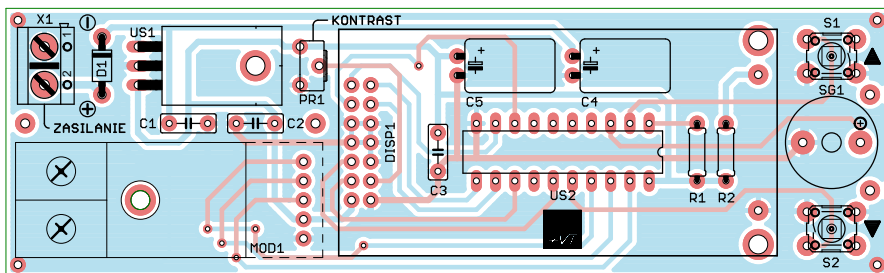 X1
KONTRAST
S1
US1
1
D1
2
PR1
SG1
C5
C4
ZASILANIE
C1
C2
DISP1
C3
R1
R2
US2
MOD1
S2